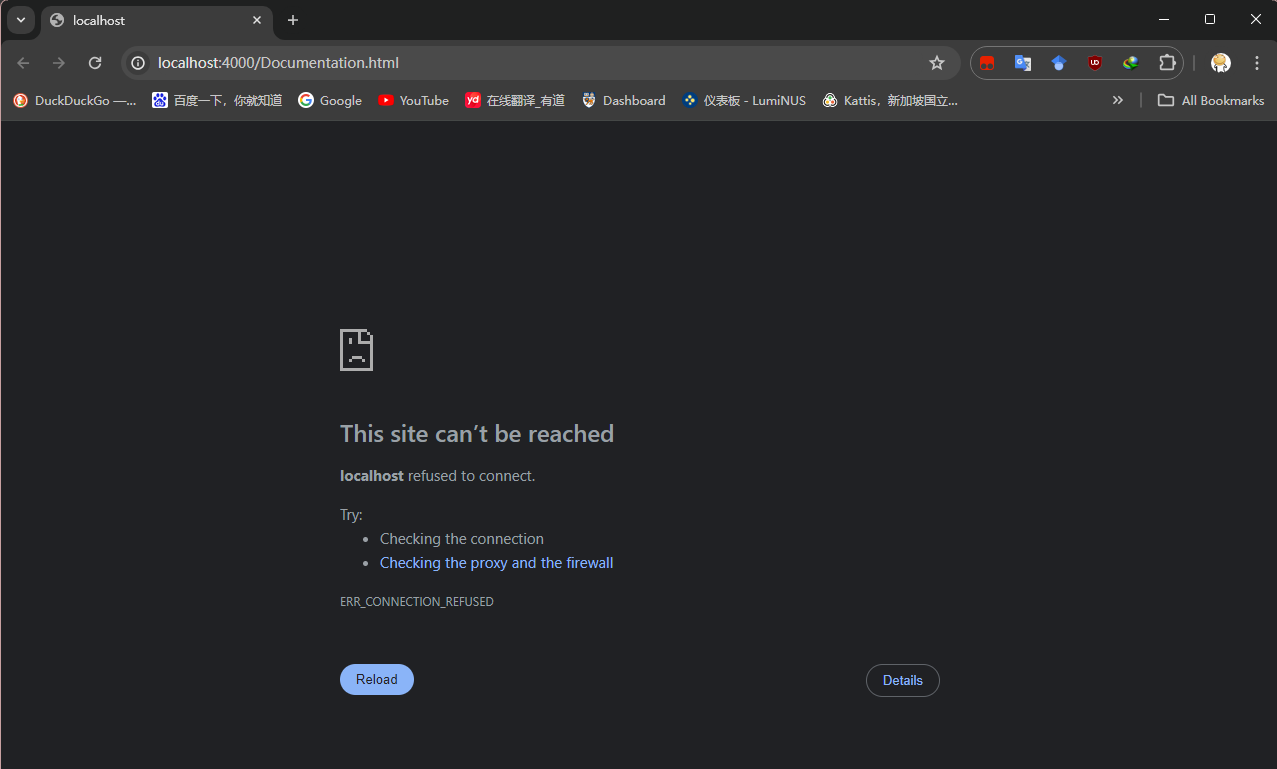 localhost
localhost:4000/Documentation.html
DuckDuckGo —... 百度一下，你就知道 Google YouTube yd 在线翻译_有道 Dashboard 仪表板 - LumiNUS Kattis，新加坡国立... » All Bookmarks
This site can’t be reached
localhost refused to connect.
Try:
• Checking the connection
• Checking the proxy and the firewall
ERR_CONNECTION_REFUSED
Reload Details